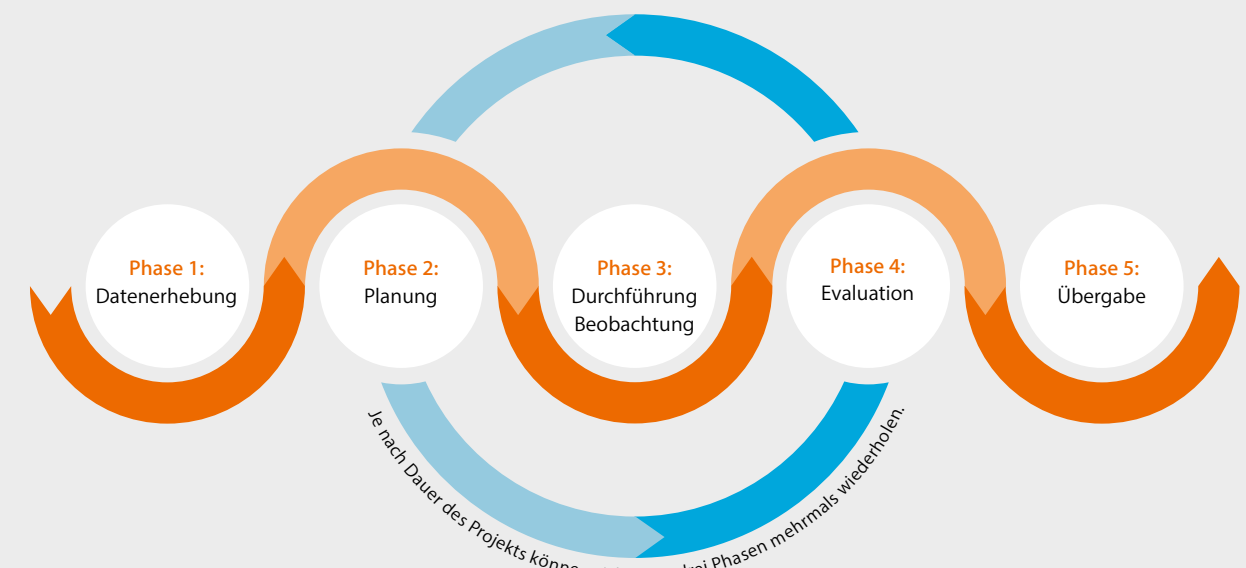 Phase 1:
Datenerhebung
Phase 2:
Planung
Phase 3:
Durchführung
Beobachtung
Phase 4:
Evaluation
Phase 5:
Übergabe
Je nach Dauer des Projekts Phasen mehrmals wiederholen.